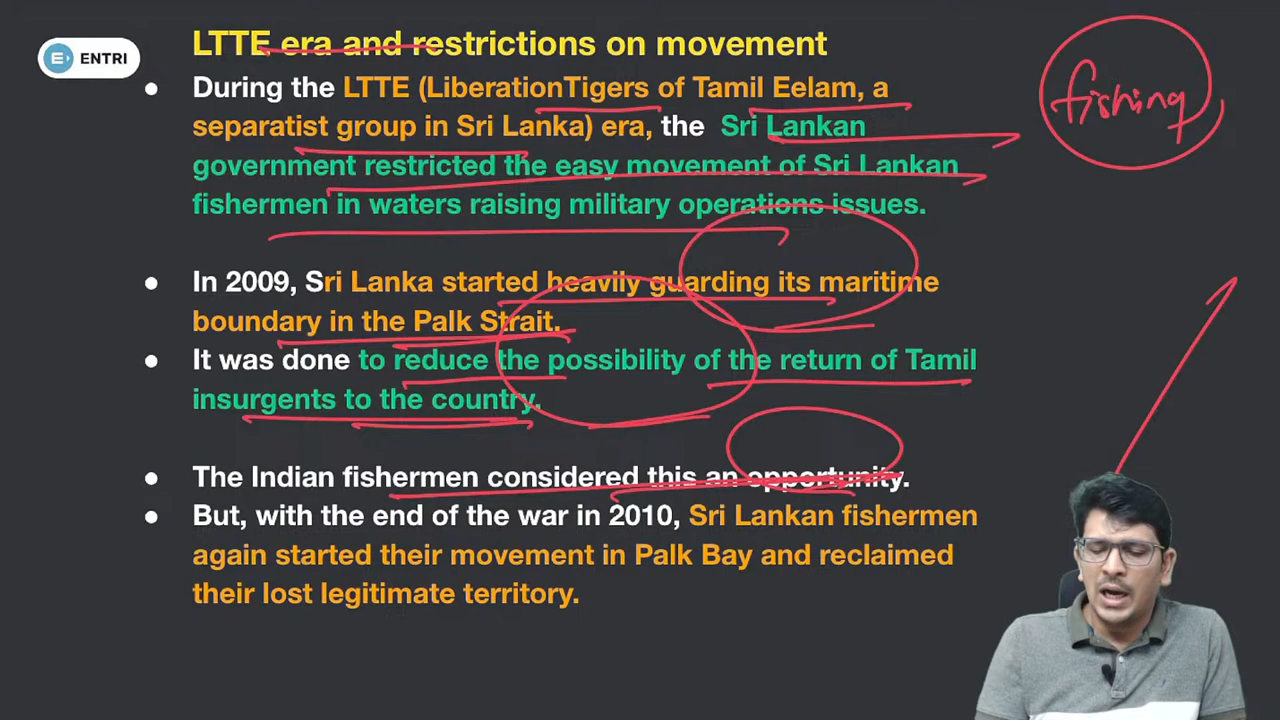 LTTE era and restrictions on movement
ENTRI
fishing
● During the LTTE (LiberationTigers of Tamil Eelam, a
separatist group in Sri Lanka) era, the Sri Lankan
government restricted the easy movement of Sri Lankan
fishermen in waters raising military operations issues.
● In 2009, Sri Lanka started heavily guarding its maritime
boundary in the Palk Strait.
● It was done to reduce the possibility of the return of Tamil
insurgents to the country.
● The Indian fishermen considered this an opportunity.
● But, with the end of the war in 2010, Sri Lankan fishermen
again started their movement in Palk Bay and reclaimed
their lost legitimate territory.